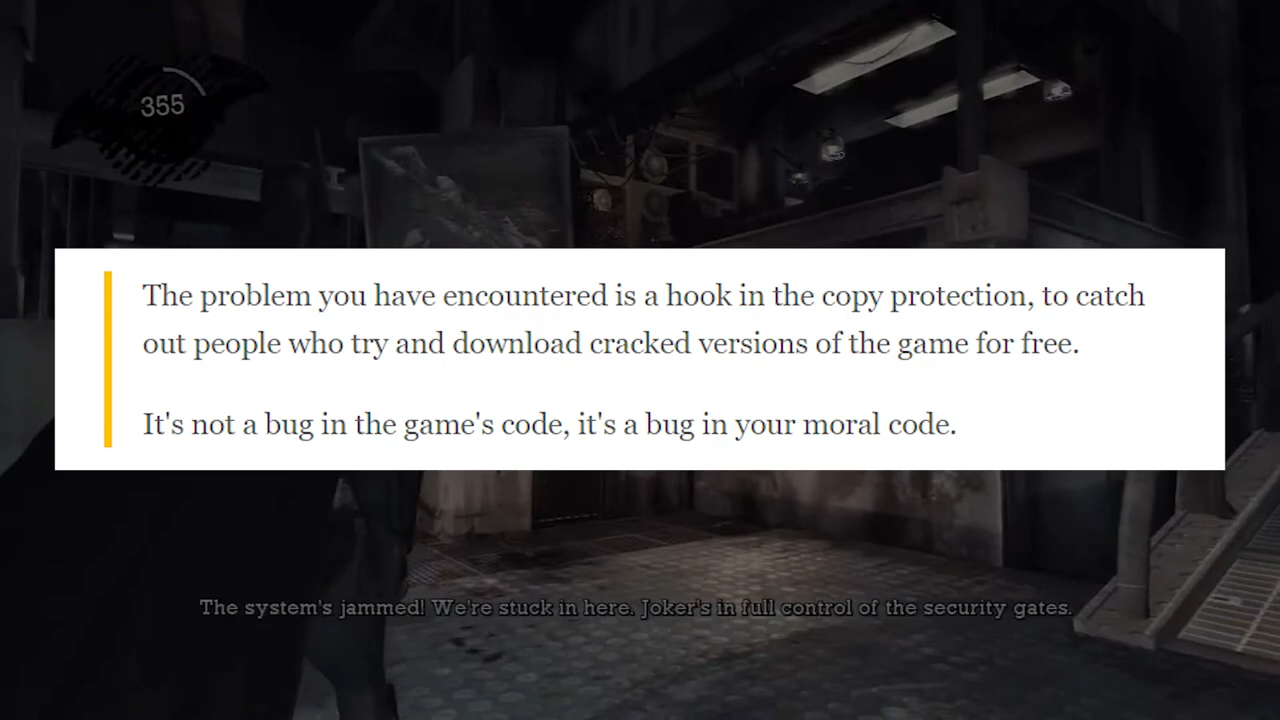 355
The problem you have encountered is a hook in the copy protection, to catch
out people who try and download cracked versions of the game for free.
It's not a bug in the game's code, it's a bug in your moral code.
The system's jammed! We're stuck in here. Joker's in full control of the security gates.